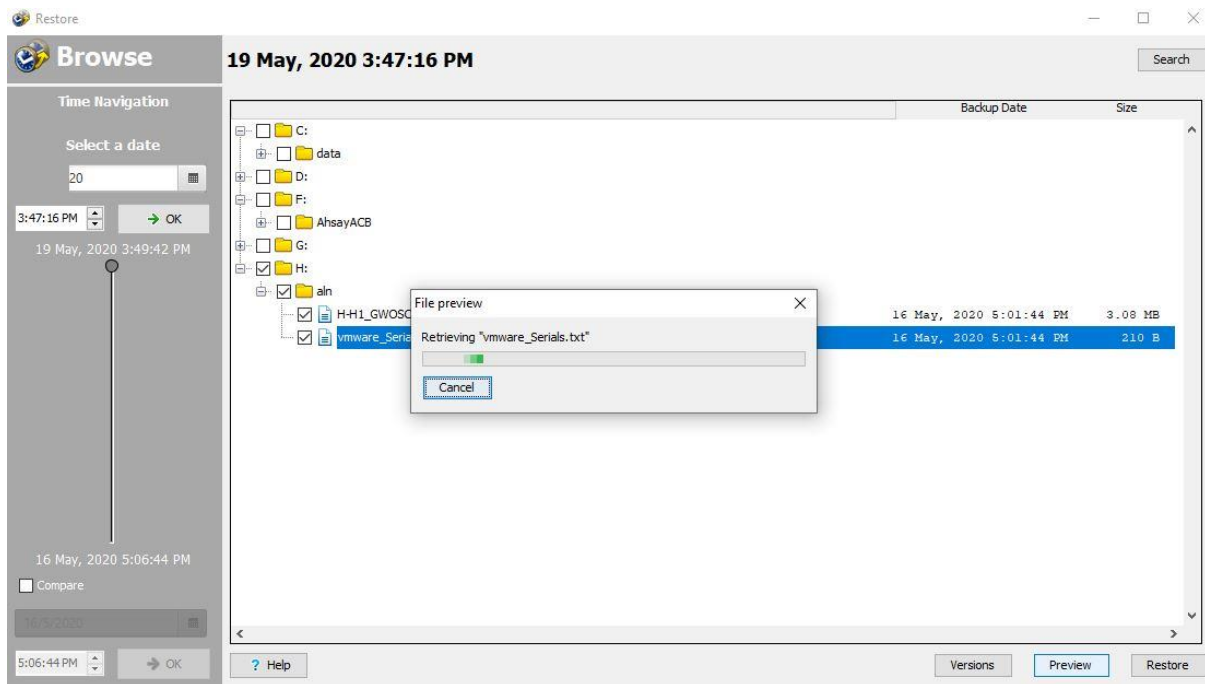 Restore
Browse
19 May, 2020 3:47:16 PM
Search
Time Navigation
Select a date
20
3:47:16 PM
OK
19 May, 2020 3:49:42 PM
16 May, 2020 5:06:44 PM
Compare
16/5/2020
5:06:44 PM
OK
Backup Date Size
C:
data
D:
F:
AhsayACB
G:
H:
aln
H-H1_GWOSC 16 May, 2020 5:01:44 PM 3.08 MB
vmware_Seria 16 May, 2020 5:01:44 PM 210 B
File preview
Retrieving "vmware_Serials.txt"
Cancel
? Help
Versions
Preview
Restore